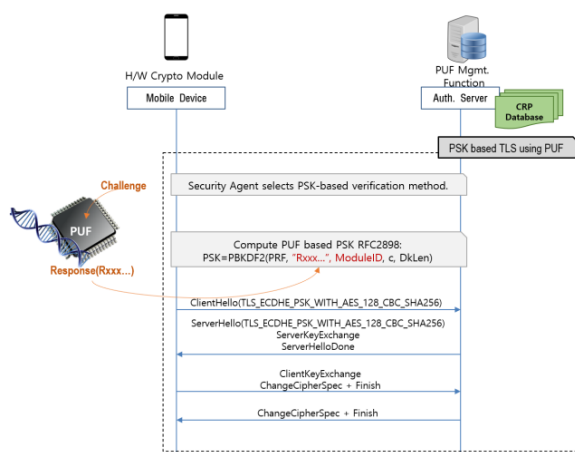 H/W Crypto Module
PUF Mgmt.
Function
Mobile Device
Auth. Server
CRP
Database
PSK based TLS using PUF
Security Agent selects PSK-based verification method.
Challenge
PUF
Response(Rxxx...)
Compute PUF based PSK RFC2898:
PSK=PBKDF2(PRF, "Rxxx...", ModuleID, c, DkLen)
ClientHello(TLS_ECDHE_PSK_WITH_AES_128_CBC_SHA256)
ServerHello(TLS_ECDHE_PSK_WITH_AES_128_CBC_SHA256)
ServerKeyExchange
ServerHelloDone
ClientKeyExchange
ChangeCipherSpec + Finish
ChangeCipherSpec + Finish